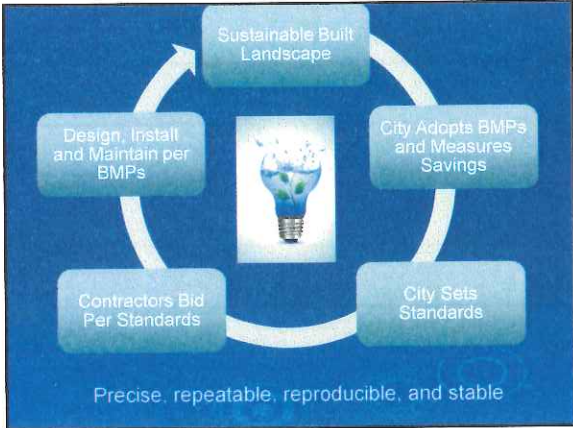 Sustainable Built
Landscape
City Adopts BMPs
and Measures
Savings
City Sets
Standards
Contractors Bid
Per Standards
Design, Install
and Maintain per
BMPs
Precise, repeatable, reproducible, and stable